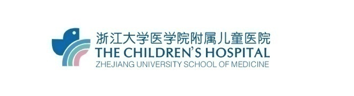 浙江大学医学院附属儿童医院
THE CHILDREN'S HOSPITAL
ZHEJIANG UNIVERSITY SCHOOL OF MEDICINE